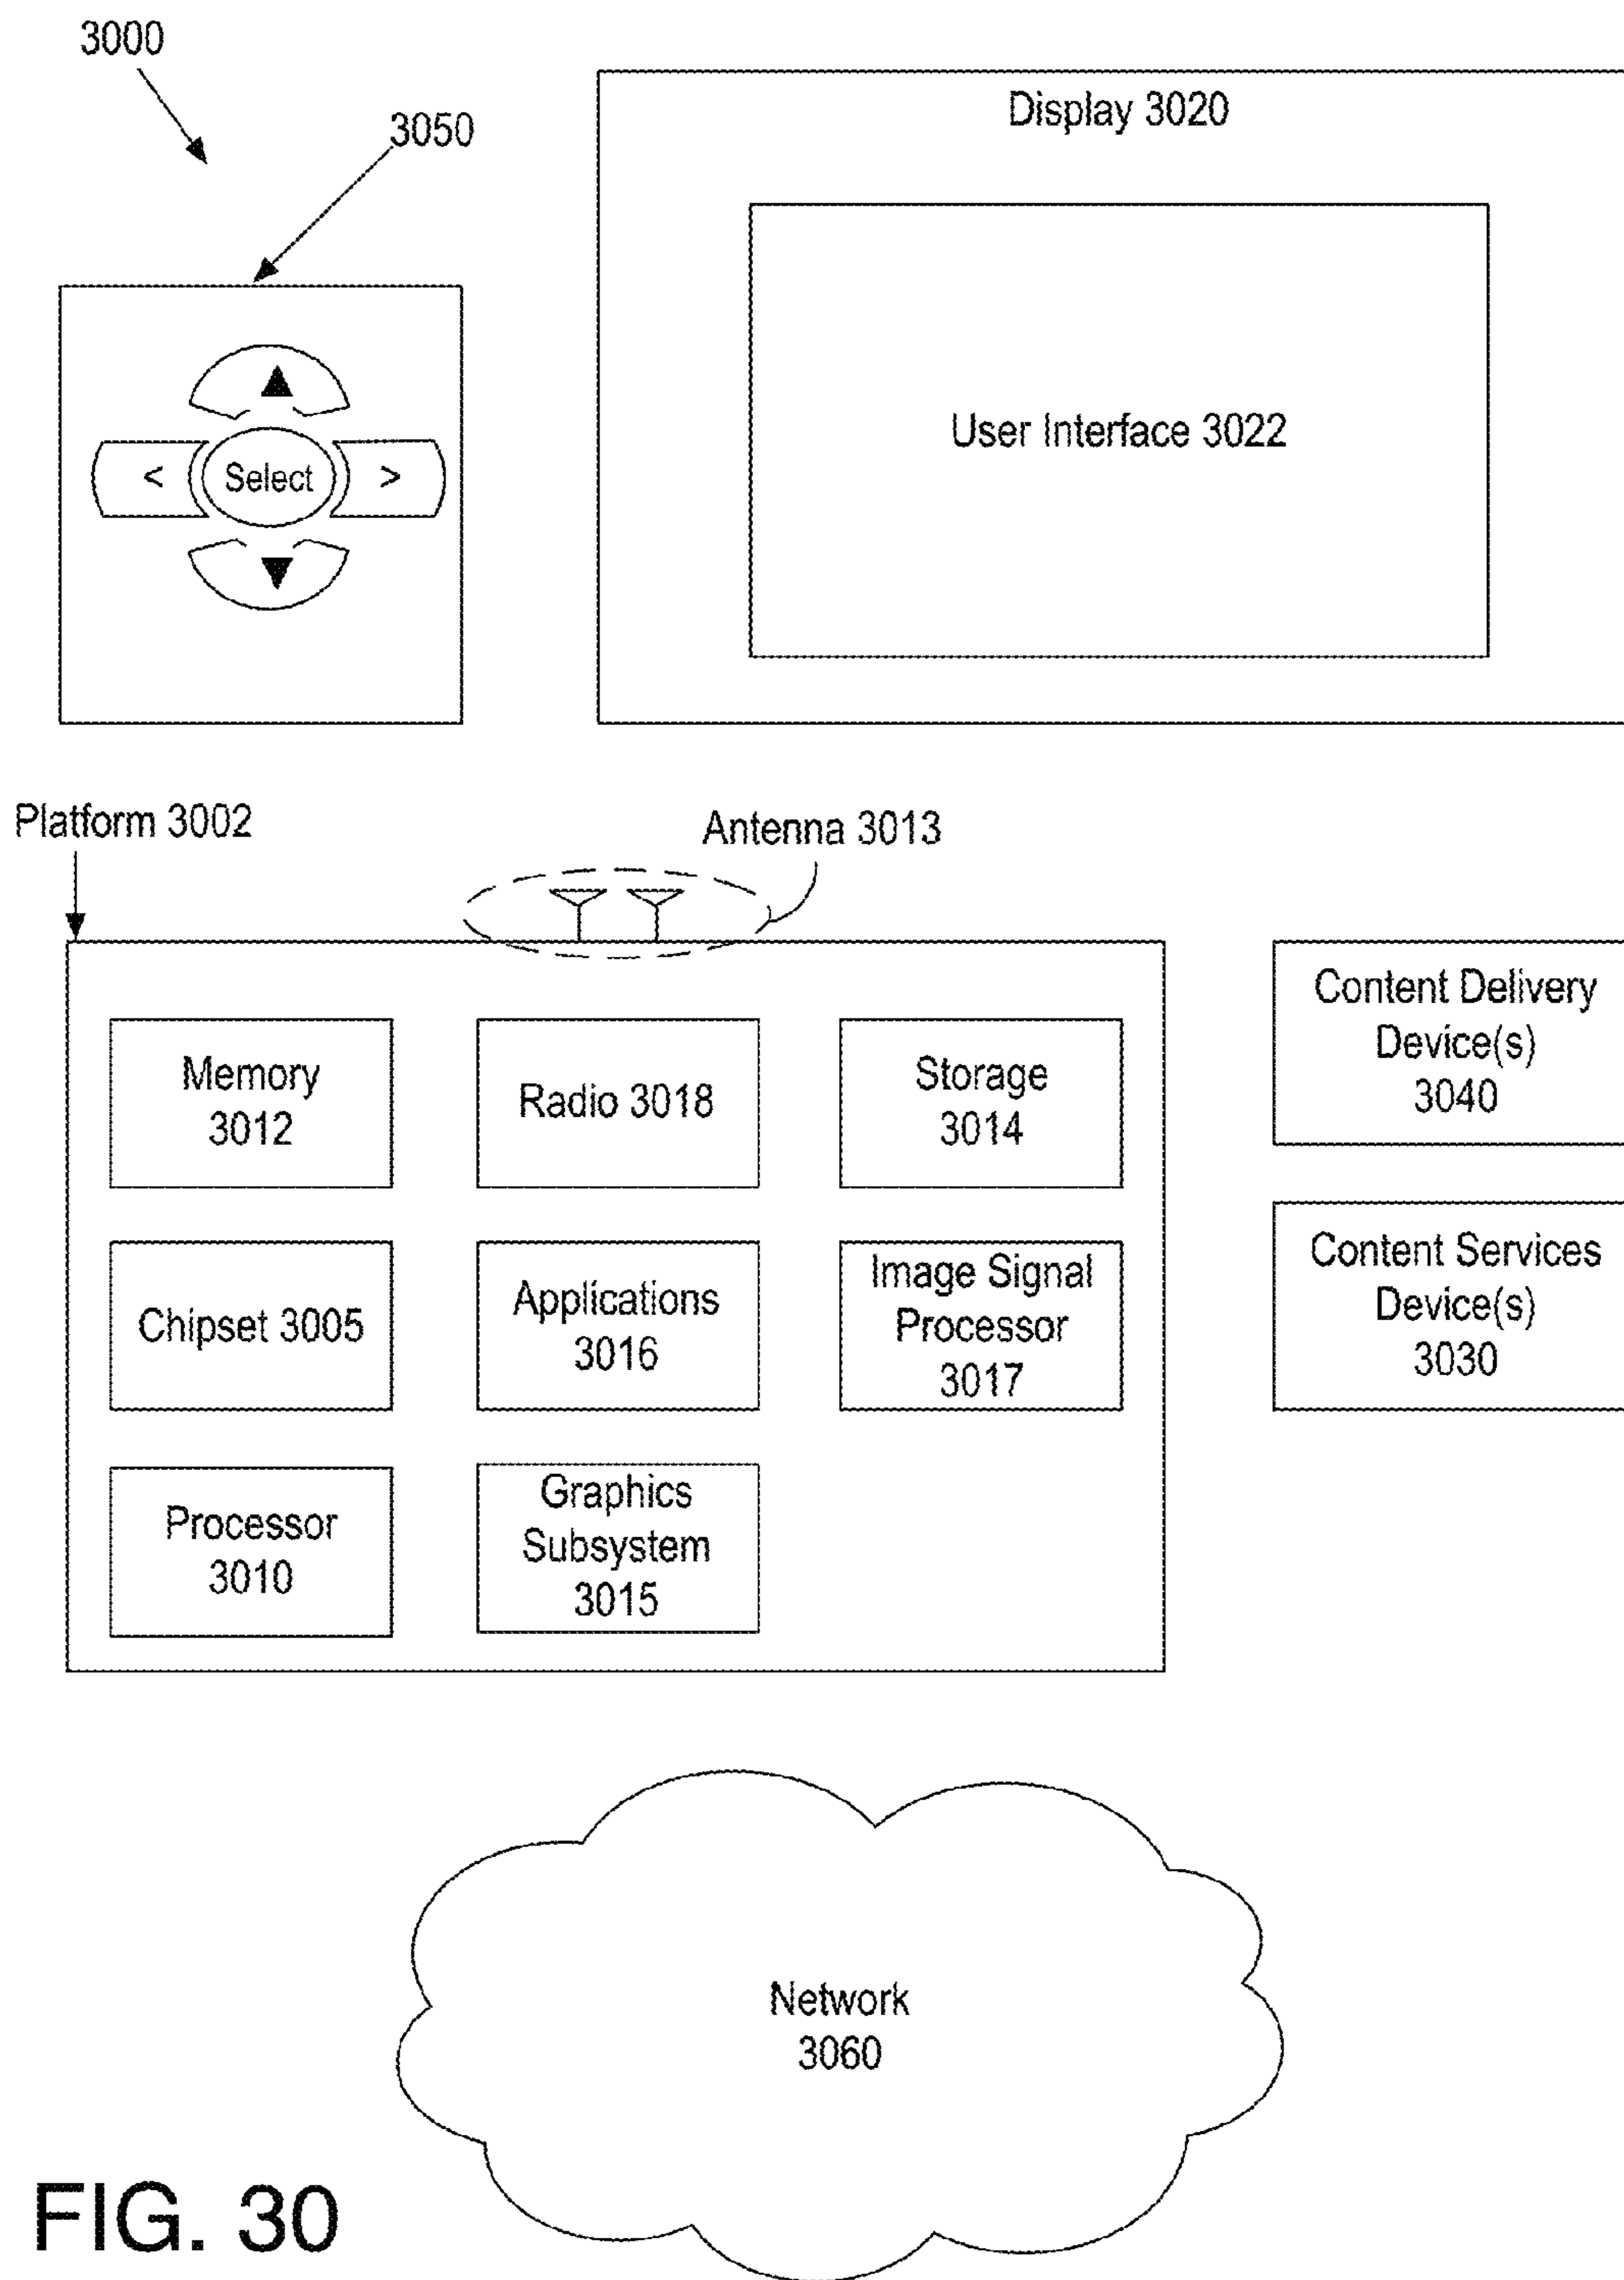 3000
3050
Display 3020
User Interface 3022
<
Select
>
Platform 3002
Antenna 3013
Memory
3012
Radio 3018
Storage
3014
Chipset 3005
Applications
3016
Image Signal
Processor
3017
Processor
3010
Graphics
Subsystem
3015
Content Delivery
Device(s)
3040
Content Services
Device(s)
3030
Network
3060
FIG. 30